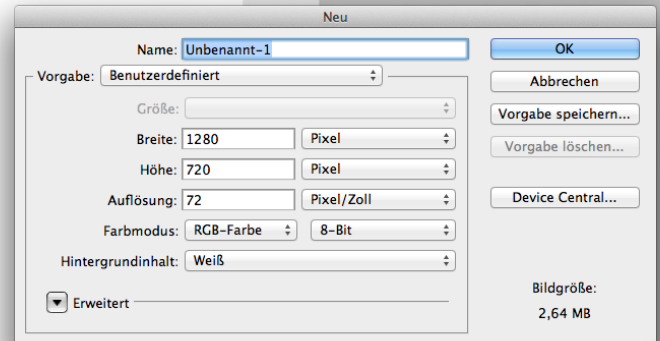 Neu
Name: Unbenannt-1
OK
Vorgabe: Benutzerdefiniert
Abbrechen
Größe:
Vorgabe speichern...
Breite: 1280 Pixel
Vorgabe löschen...
Höhe: 720 Pixel
Auflösung: 72 Pixel/Zoll
Device Central...
Farbmodus: RGB-Farbe 8-Bit
Hintergrundinhalt: Weiß
Bildgröße:
Erweitert
2,64 MB